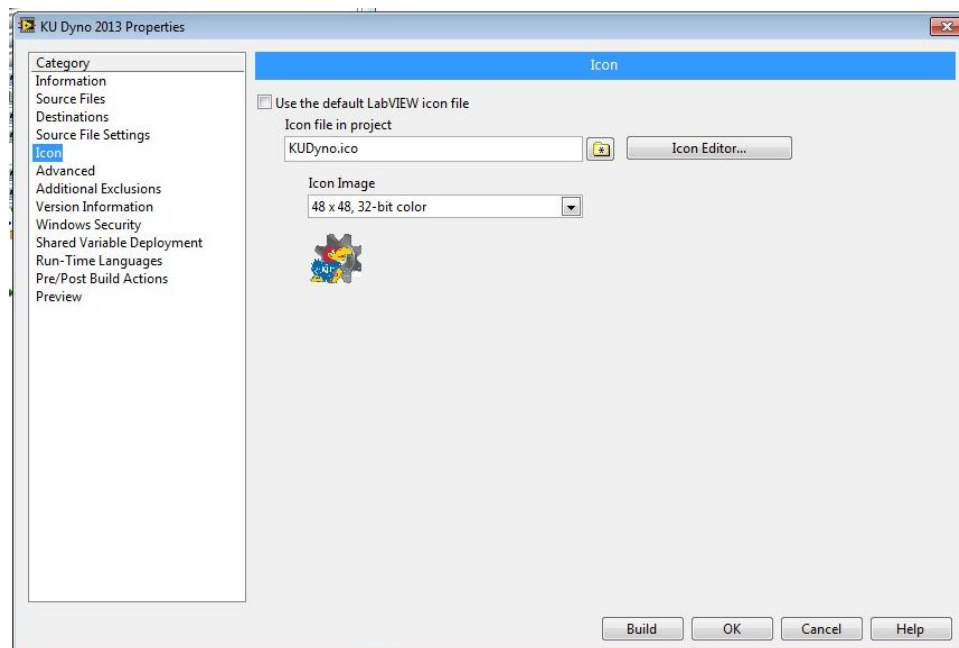 KU Dyno 2013 Properties
Category
Information
Source Files
Destinations
Source File Settings
Icon
Advanced
Additional Exclusions
Version Information
Windows Security
Shared Variable Deployment
Run-Time Languages
Pre/Post Build Actions
Preview
Icon
Use the default LabVIEW icon file
Icon file in project
KUDyno.ico
Icon Editor...
Icon Image
48 x 48, 32-bit color
KU
Build
OK
Cancel
Help